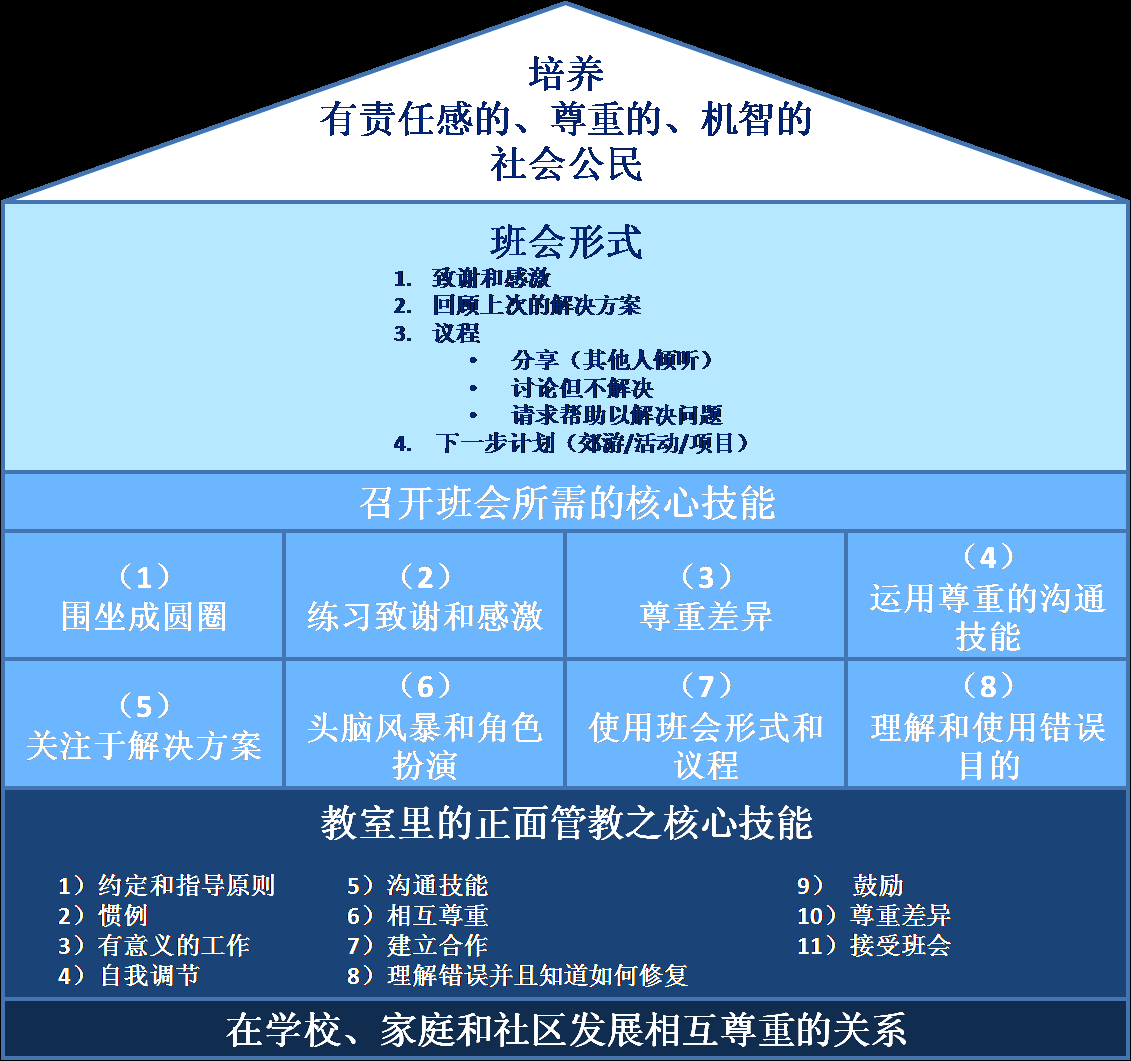 培养
有责任感的、尊重的、机智的
社会公民
班会形式
1. 致谢和感激
2. 回顾上次的解决方案
3. 议程
• 分享（其他人倾听）
• 讨论但不解决
• 请求帮助以解决问题
4. 下一步计划（郊游/活动/项目）
召开班会所需的核心技能
（1）
围坐成圆圈
（2）
练习致谢和感激
（3）
尊重差异
（4）
运用尊重的沟通
技能
（5）
关注于解决方案
（6）
头脑风暴和角色
扮演
（7）
使用班会形式和
议程
（8）
理解和使用错误
目的
教室里的正面管教之核心技能
1）约定和指导原则
2）惯例
3）有意义的工作
4）自我调节
5）沟通技能
6）相互尊重
7）建立合作
8）理解错误并且知道如何修复
9） 鼓励
10）尊重差异
11）接受班会
在学校、家庭和社区发展相互尊重的关系